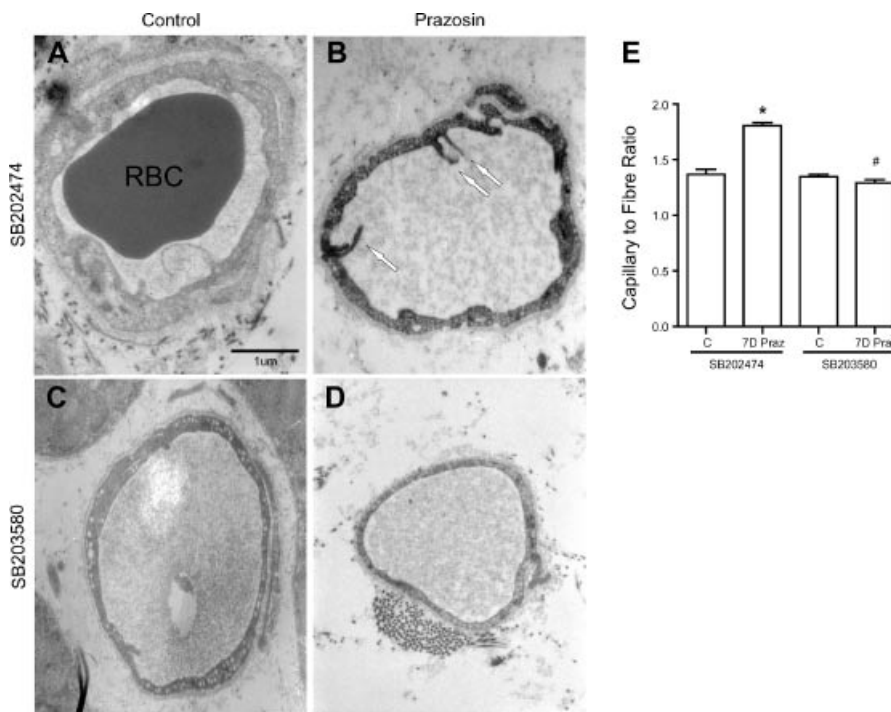 Control
Prazosin
A
B
E
SB202474
RBC
1um
Capillary to Fibre Ratio
2.0
*
1.5
#
1.0
0.5
0.0
C 7D Praz C 7D Pra
SB202474 SB203580
C
D
SB203580